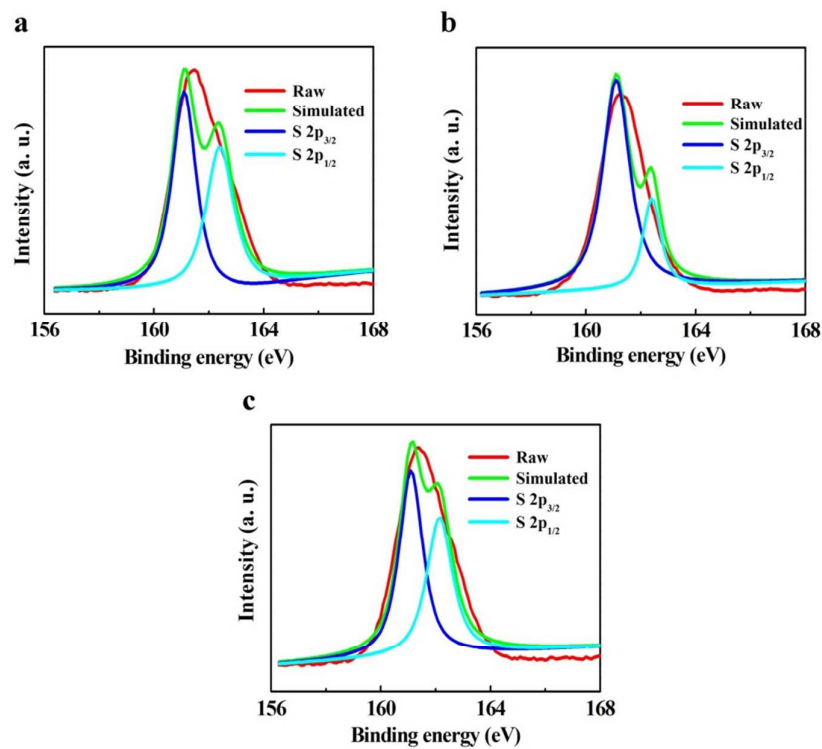 a
Intensity (a. u.)
Raw
Simulated
S 2p3/2
S 2p1/2
156 160 164 168
Binding energy (eV)
b
Intensity (a. u.)
Raw
Simulated
S 2p3/2
S 2p1/2
156 160 164 168
Binding energy (eV)
c
Intensity (a. u.)
Raw
Simulated
S 2p3/2
S 2p1/2
156 160 164 168
Binding energy (eV)